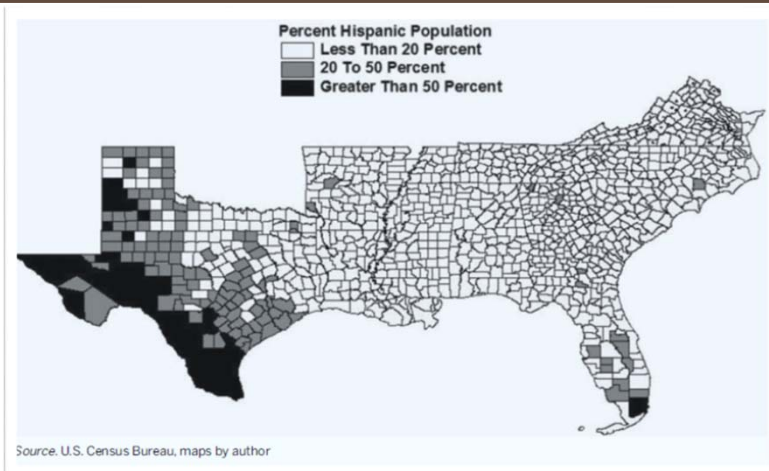 Percent Hispanic Population
Less Than 20 Percent
20 To 50 Percent
Greater Than 50 Percent
Source. U.S. Census Bureau, maps by author